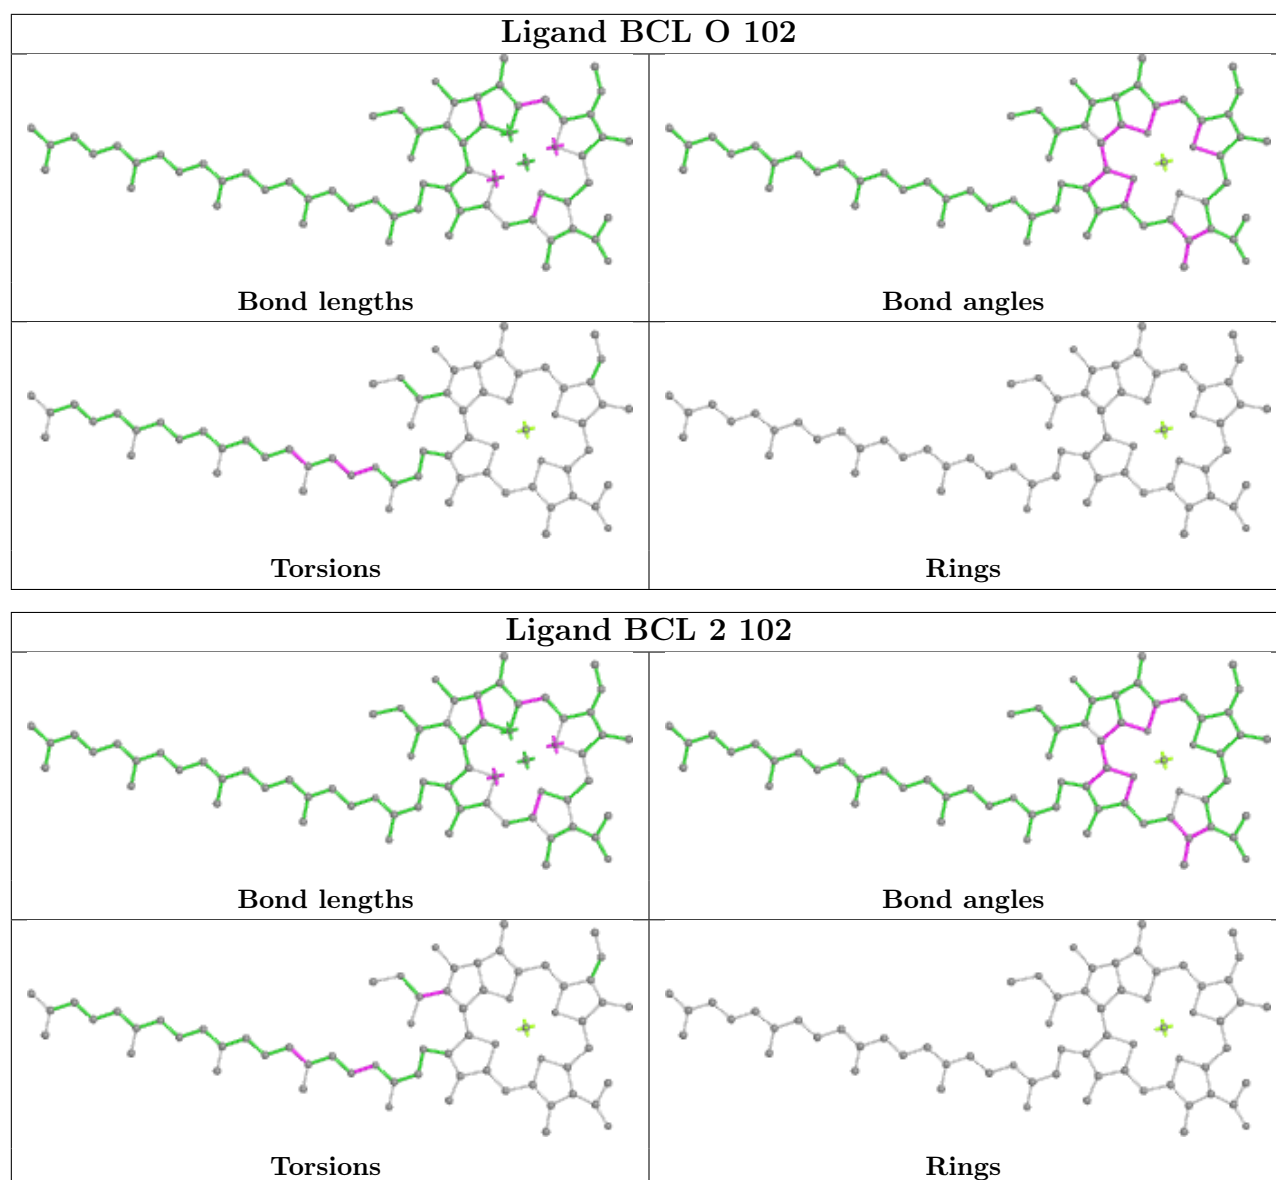 Ligand BCL O 102
Bond lengths Bond angles
Torsions Rings
Ligand BCL 2 102
Bond lengths Bond angles
Torsions Rings